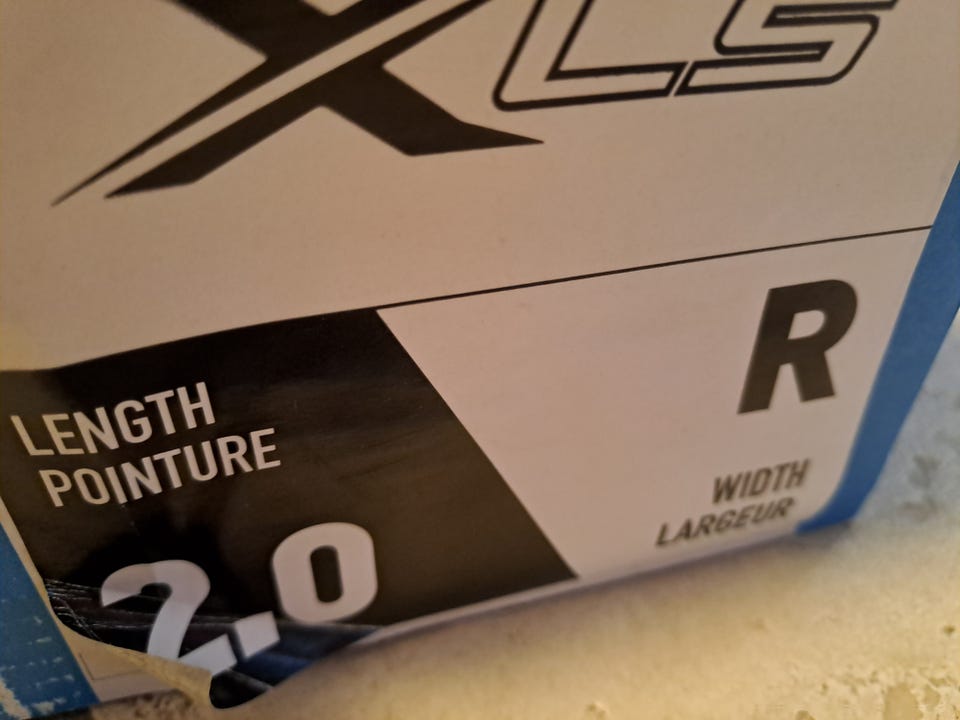 XLS
R
LENGTH
POINTURE
WIDTH
LARGEUR
2.0